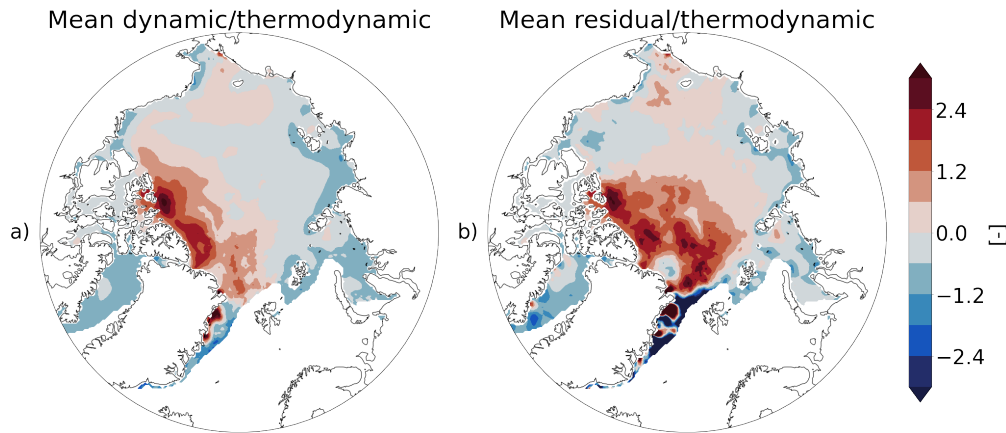 Mean dynamic/thermodynamic
Mean residual/thermodynamic
a)
b)
2.4
1.2
0.0
−1.2
−2.4
[-]